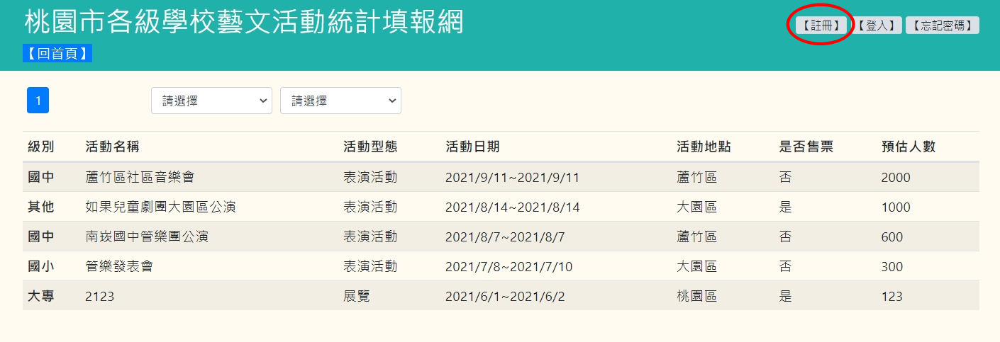 桃園市各級學校藝文活動統計填報網
【註冊】 【登入】 【忘記密碼】
【回首頁】
1 請選擇 請選擇
級別 活動名稱 活動型態 活動日期 活動地點 是否售票 預估人數
國中 蘆竹區社區音樂會 表演活動 2021/9/11~2021/9/11 蘆竹區 否 2000
其他 如果兒童劇團大園區公演 表演活動 2021/8/14~2021/8/14 大園區 是 1000
國中 南崁國中管樂團公演 表演活動 2021/8/7~2021/8/7 蘆竹區 否 600
國小 管樂發表會 表演活動 2021/7/8~2021/7/10 大園區 否 300
大專 2123 展覽 2021/6/1~2021/6/2 桃園區 是 123